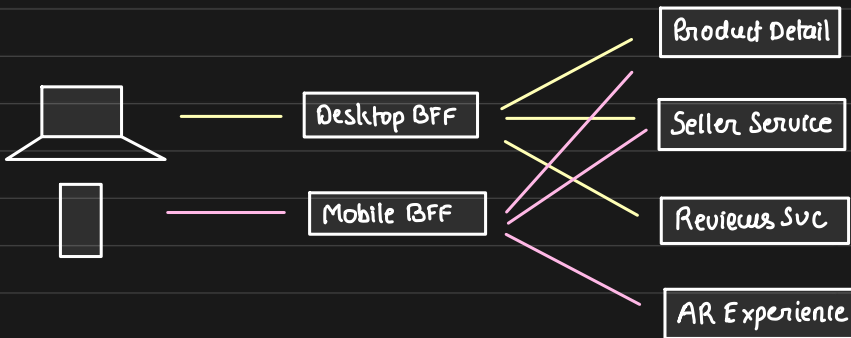 Product Detail
Desktop BFF
Seller Service
Mobile BFF
Reviews Svc
AR Experience